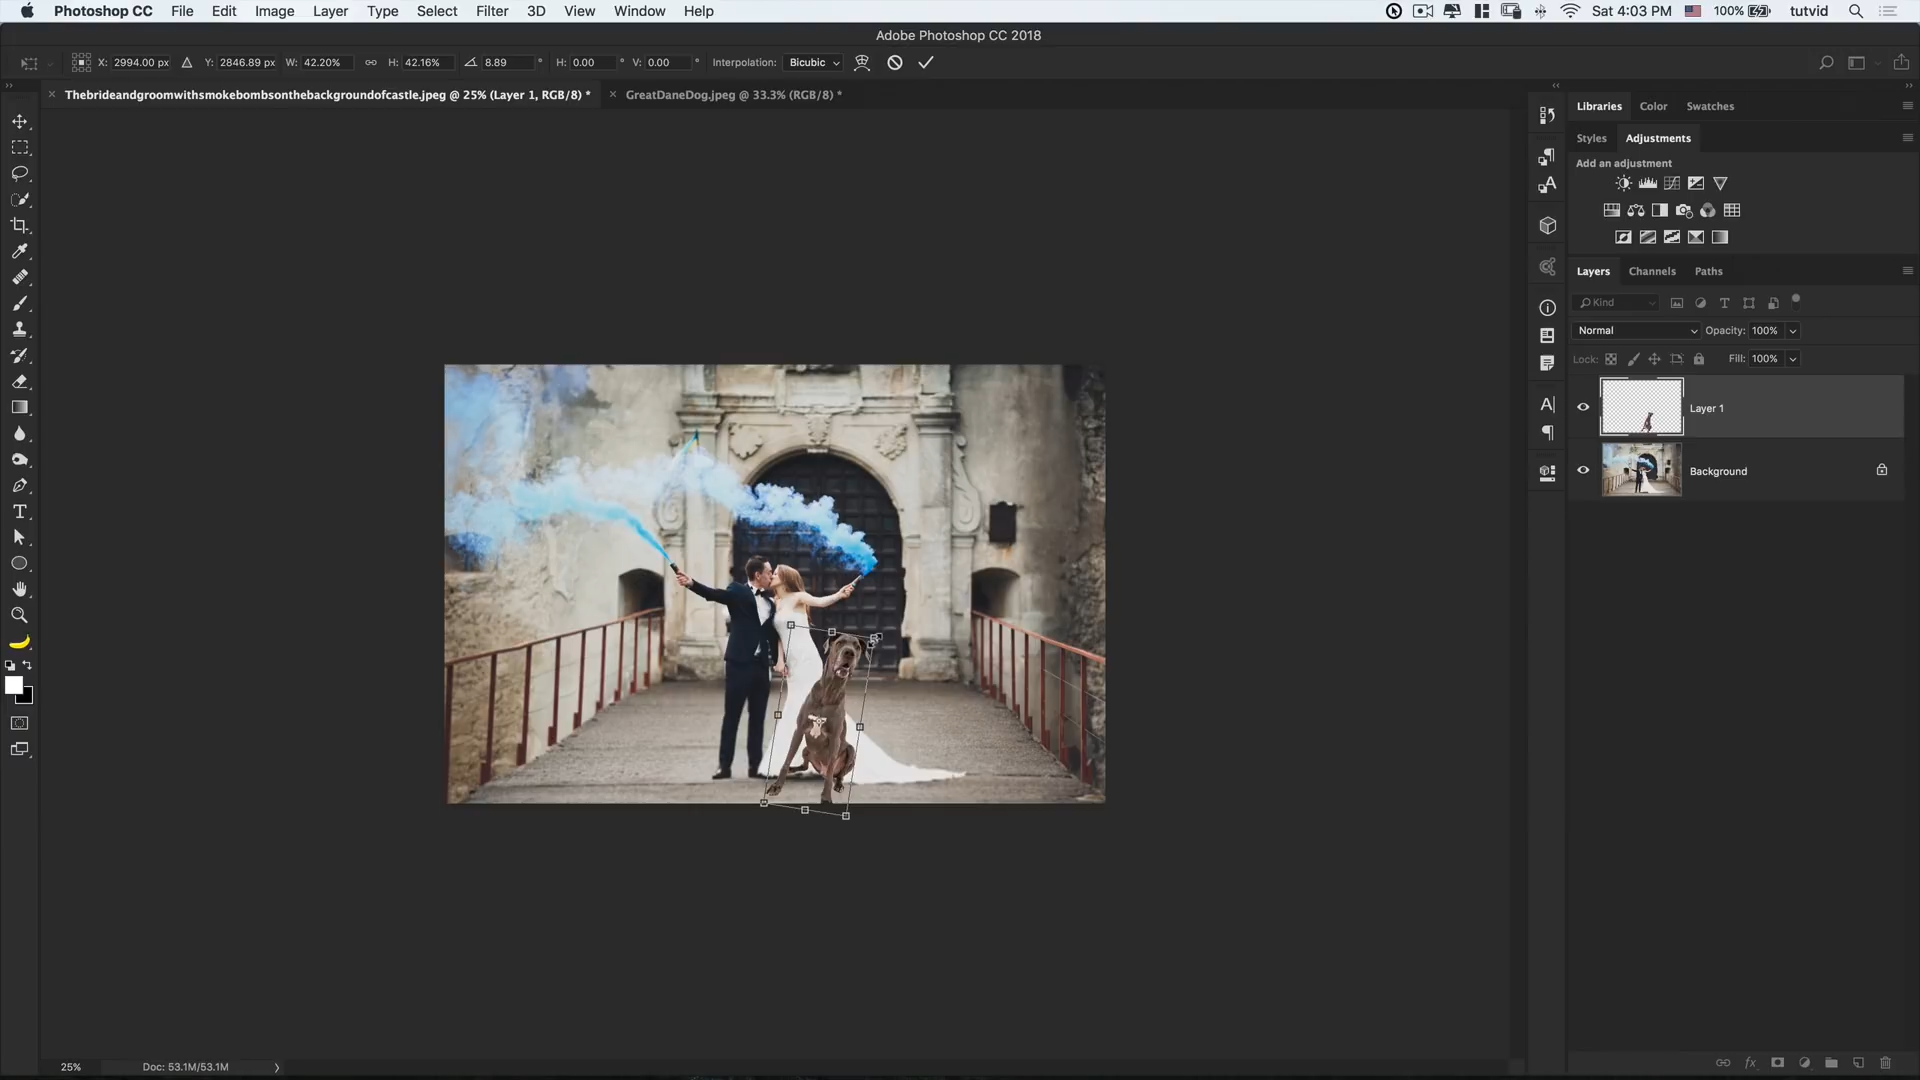 Photoshop CC File Edit Image Layer Type Select Filter 3D View Window Help Sat 4:03 PM 100% tutvid
Adobe Photoshop CC 2018
X: 2994.00 px Y: 2846.89 px W: 42.20% H: 42.16% 8.89 ° H: 0.00 ° V: 0.00 ° Interpolation: Bicubic
Thebrideandgroomwithsmokebombsonthebackgroundofcastle.jpeg @ 25% (Layer 1, RGB/8) * GreatDaneDog.jpeg @ 33.3% (RGB/8) *
Libraries Color Swatches
Styles Adjustments
Add an adjustment
Layers Channels Paths
Kind
Normal Opacity: 100%
Lock: Fill: 100%
Layer 1
Background
25% Doc: 53.1M/53.1M